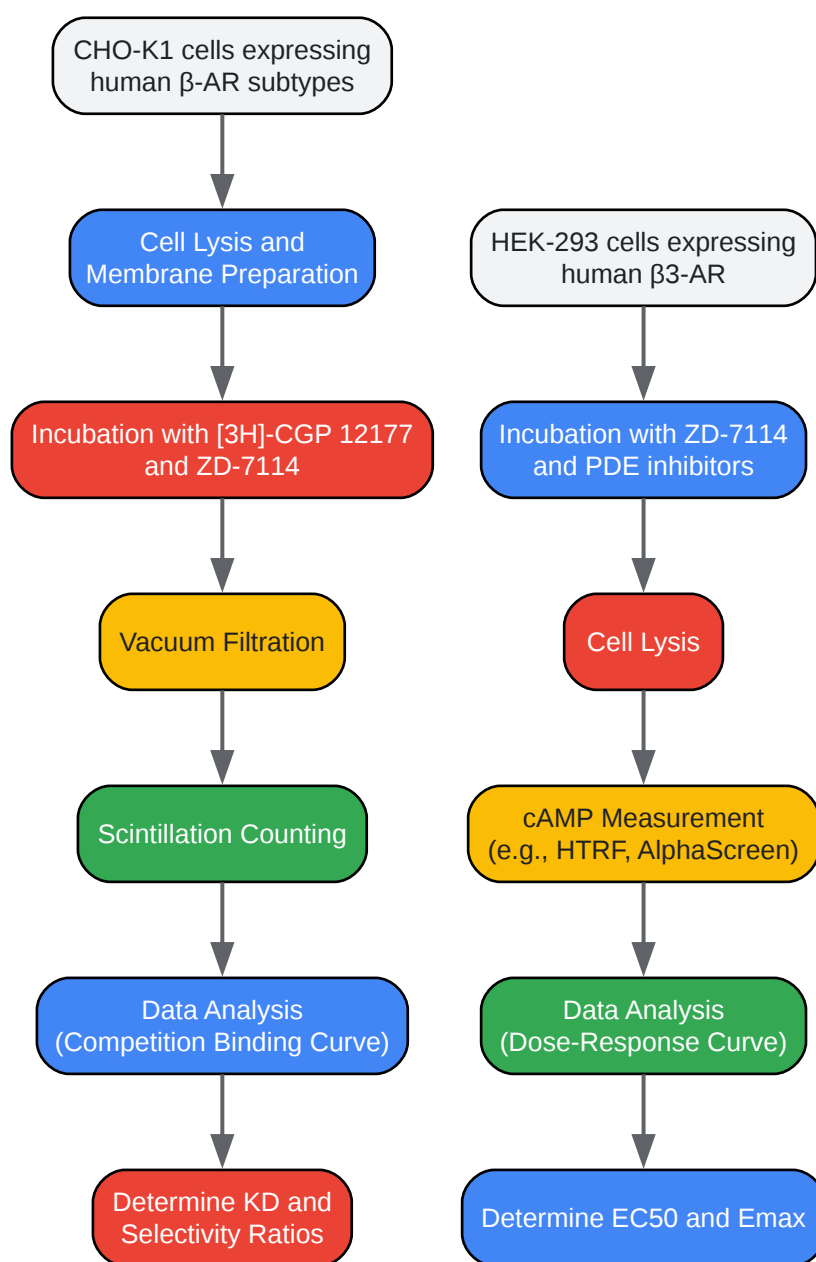 CHO-K1 cells expressing
human β-AR subtypes
Cell Lysis and
Membrane Preparation
Incubation with [3H]-CGP 12177
and ZD-7114
Vacuum Filtration
Scintillation Counting
Data Analysis
(Competition Binding Curve)
Determine KD and
Selectivity Ratios
HEK-293 cells expressing
human β3-AR
Incubation with ZD-7114
and PDE inhibitors
Cell Lysis
cAMP Measurement
(e.g., HTRF, AlphaScreen)
Data Analysis
(Dose-Response Curve)
Determine EC50 and Emax